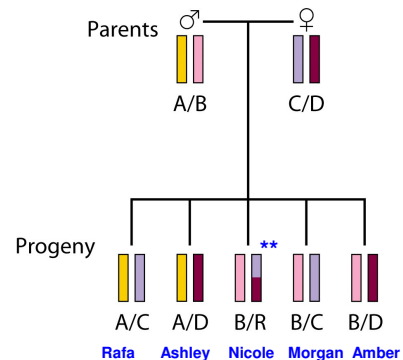 Parents ♂ ♀
A/B C/D
Progeny **
A/C A/D B/R B/C B/D
Rafa Ashley Nicole Morgan Amber